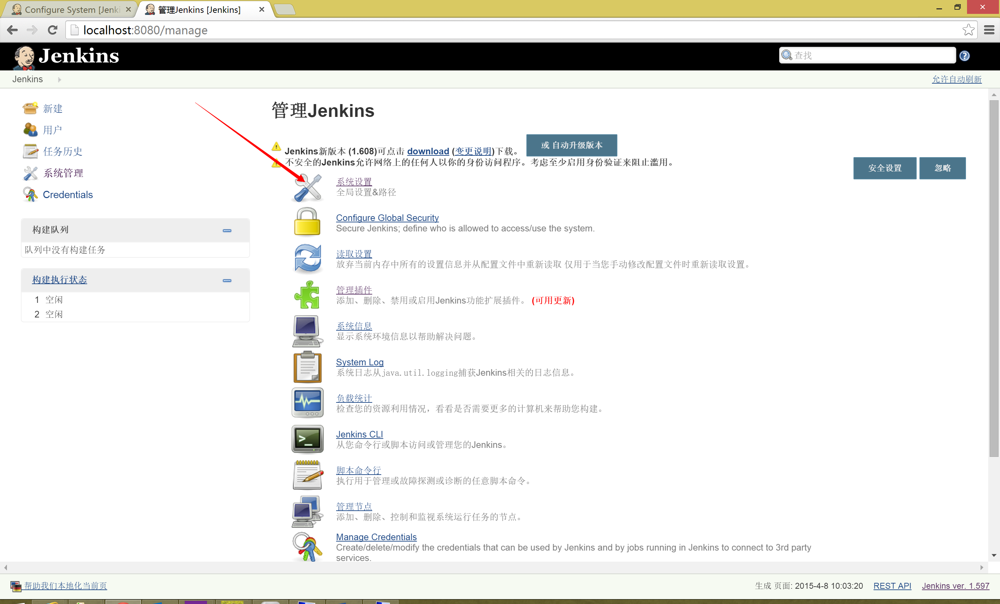 Configure System [Jenki
管理Jenkins [Jenkins]
localhost:8080/manage
Jenkins
查找
Jenkins
允许自动刷新
新建
用户
任务历史
系统管理
Credentials
构建队列
队列中没有构建任务
构建执行状态
1 空闲
2 空闲
管理Jenkins
Jenkins新版本 (1.608)可点击 download (变更说明)下载。 或 自动升级版本
不安全的Jenkins允许网络上的任何人以你的身份访问程序。考虑至少启用身份验证来阻止滥用。
安全设置 忽略
系统设置
全局设置&路径
Configure Global Security
Secure Jenkins; define who is allowed to access/use the system.
读取设置
放弃当前内存中所有的设置信息并从配置文件中重新读取 仅用于当您手动修改配置文件时重新读取设置。
管理插件
添加、删除、禁用或启用Jenkins功能扩展插件。 (可用更新)
系统信息
显示系统环境信息以帮助解决问题。
System Log
系统日志从java.util.logging捕获Jenkins相关的日志信息。
负载统计
检查您的资源利用情况，看看是否需要更多的计算机来帮助您构建。
Jenkins CLI
从您命令行或脚本访问或管理您的Jenkins。
脚本命令行
执行用于管理或故障探测或诊断的任意脚本命令。
管理节点
添加、删除、控制和监视系统运行任务的节点。
Manage Credentials
Create/delete/modify the credentials that can be used by Jenkins and by jobs running in Jenkins to connect to 3rd party
services.
帮助我们本地化当前页
生成 页面: 2015-4-8 10:03:20 REST API Jenkins ver. 1.597